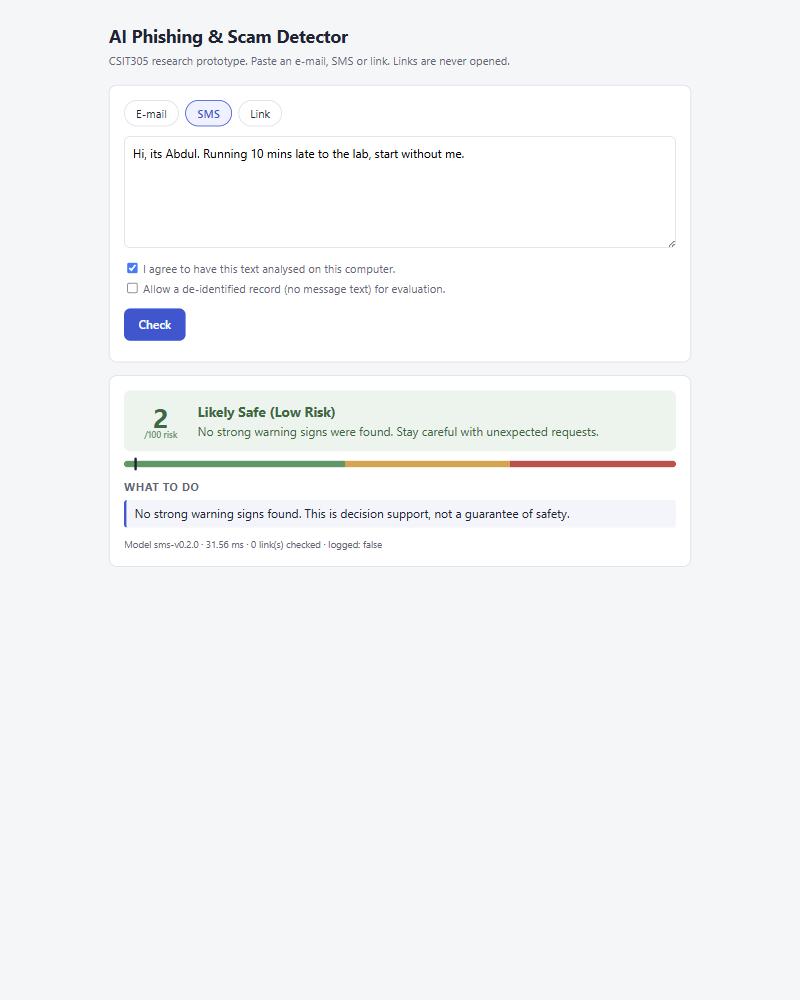 AI Phishing & Scam Detector
CSIT305 research prototype. Paste an e-mail, SMS or link. Links are never opened.
E-mail
SMS
Link
Hi, its Abdul. Running 10 mins late to the lab, start without me.
I agree to have this text analysed on this computer.
Allow a de-identified record (no message text) for evaluation.
Check
2
/100 risk
Likely Safe (Low Risk)
No strong warning signs were found. Stay careful with unexpected requests.
WHAT TO DO
No strong warning signs found. This is decision support, not a guarantee of safety.
Model sms-v0.2.0 · 31.56 ms · 0 link(s) checked · logged: false